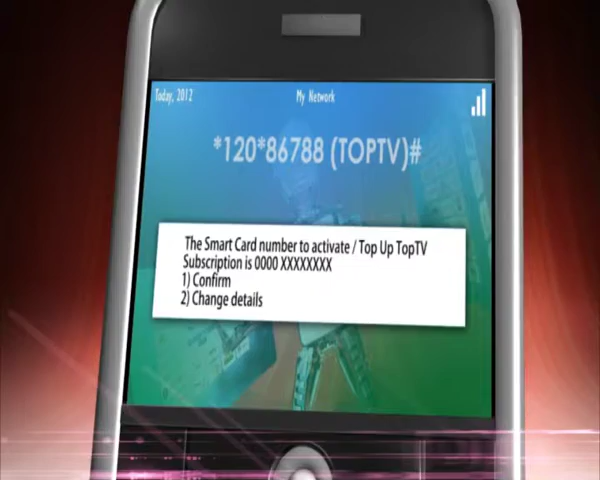 Today, 2012 My Network
*120*86788 (TOPTV)#
The Smart Card number to activate / Top Up TopTV
Subscription is 0000 XXXXXXXX
1) Confirm
2) Change details